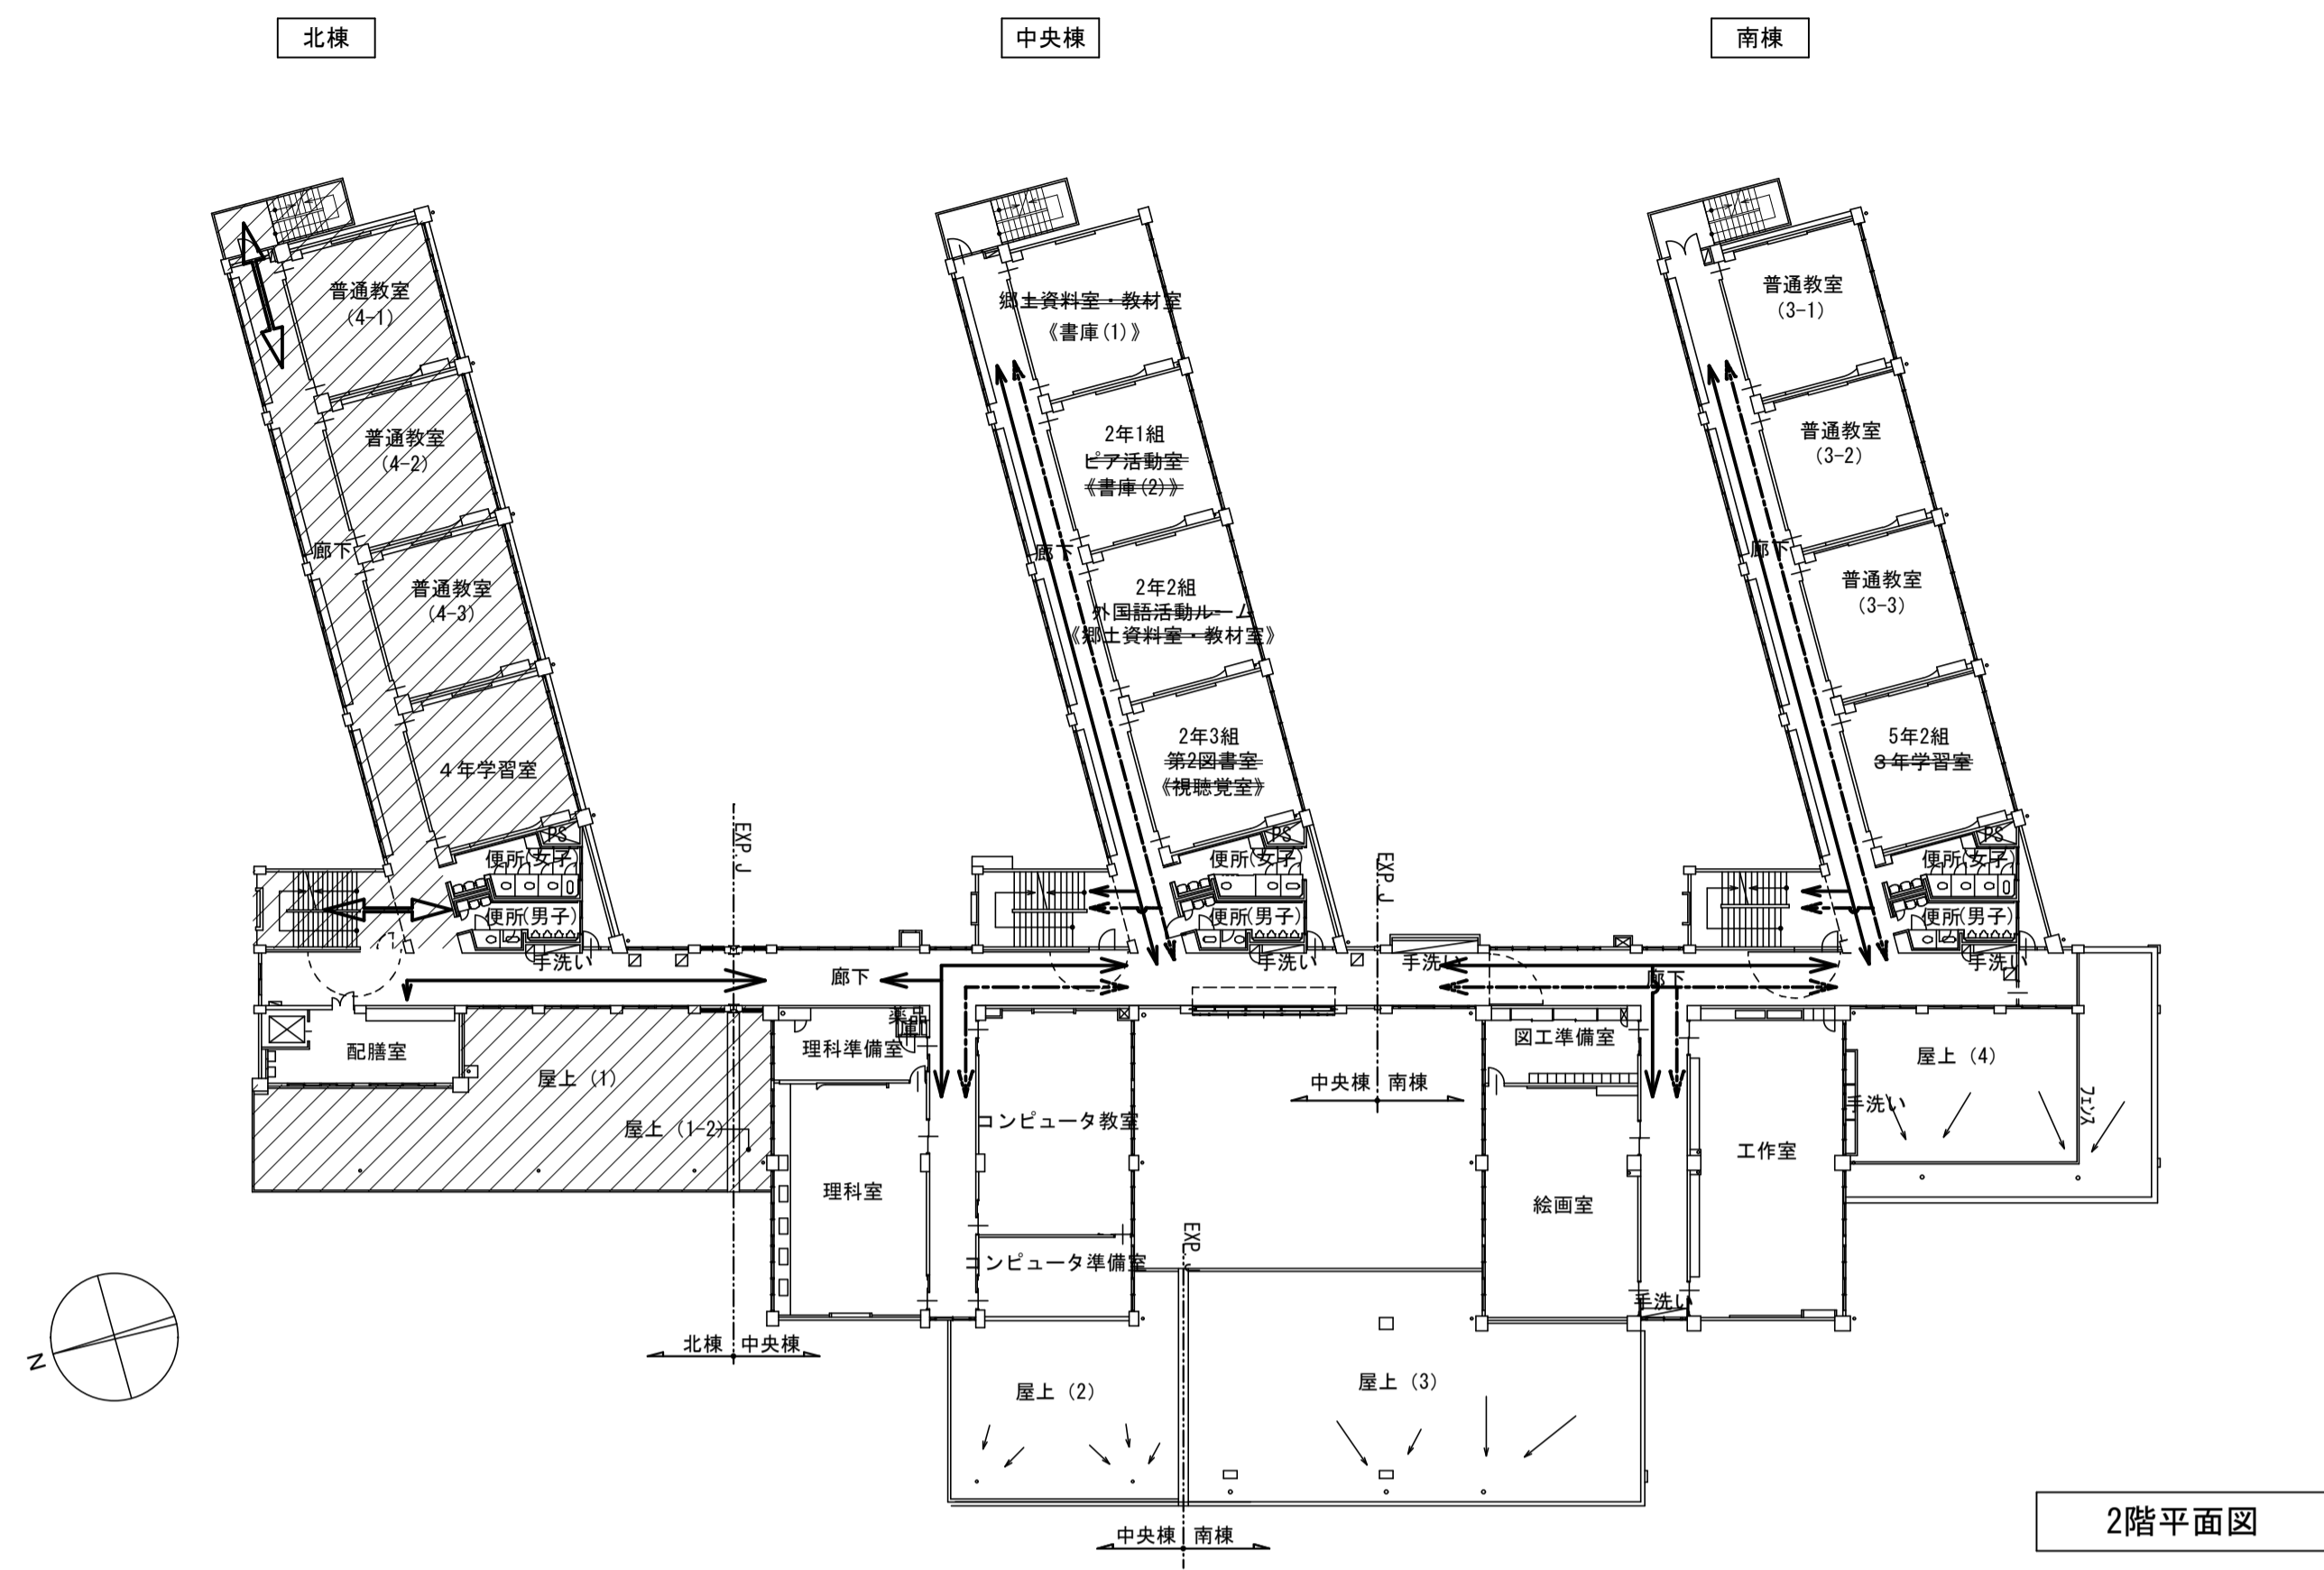 北棟
中央棟
南棟
普通教室
(4-1)
普通教室
(4-2)
廊下
普通教室
(4-3)
4年学習室
PS
便所(女子)
便所(男子)
手洗い
EXP.J
郷土資料室・教材室
《書庫(1)》
2年1組
ピア活動室
《書庫(2)》
廊下
2年2組
外国語活動ルーム
《郷土資料室・教材室》
2年3組
第2図書室
《視聴覚室》
PS
便所(女子)
便所(男子)
手洗い
EXP.J
手洗い
普通教室
(3-1)
普通教室
(3-2)
廊下
普通教室
(3-3)
5年2組
3年学習室
PS
便所(女子)
便所(男子)
手洗い
廊下
廊下
配膳室
屋上(1)
屋上(1-2)
薬品庫
理科準備室
理科室
コンピュータ教室
コンピュータ準備室
中央棟 南棟
図工準備室
絵画室
工作室
手洗い
手洗い
屋上(4)
フェンス
EXP.J
北棟 中央棟
屋上(2)
屋上(3)
中央棟 南棟
N
2階平面図